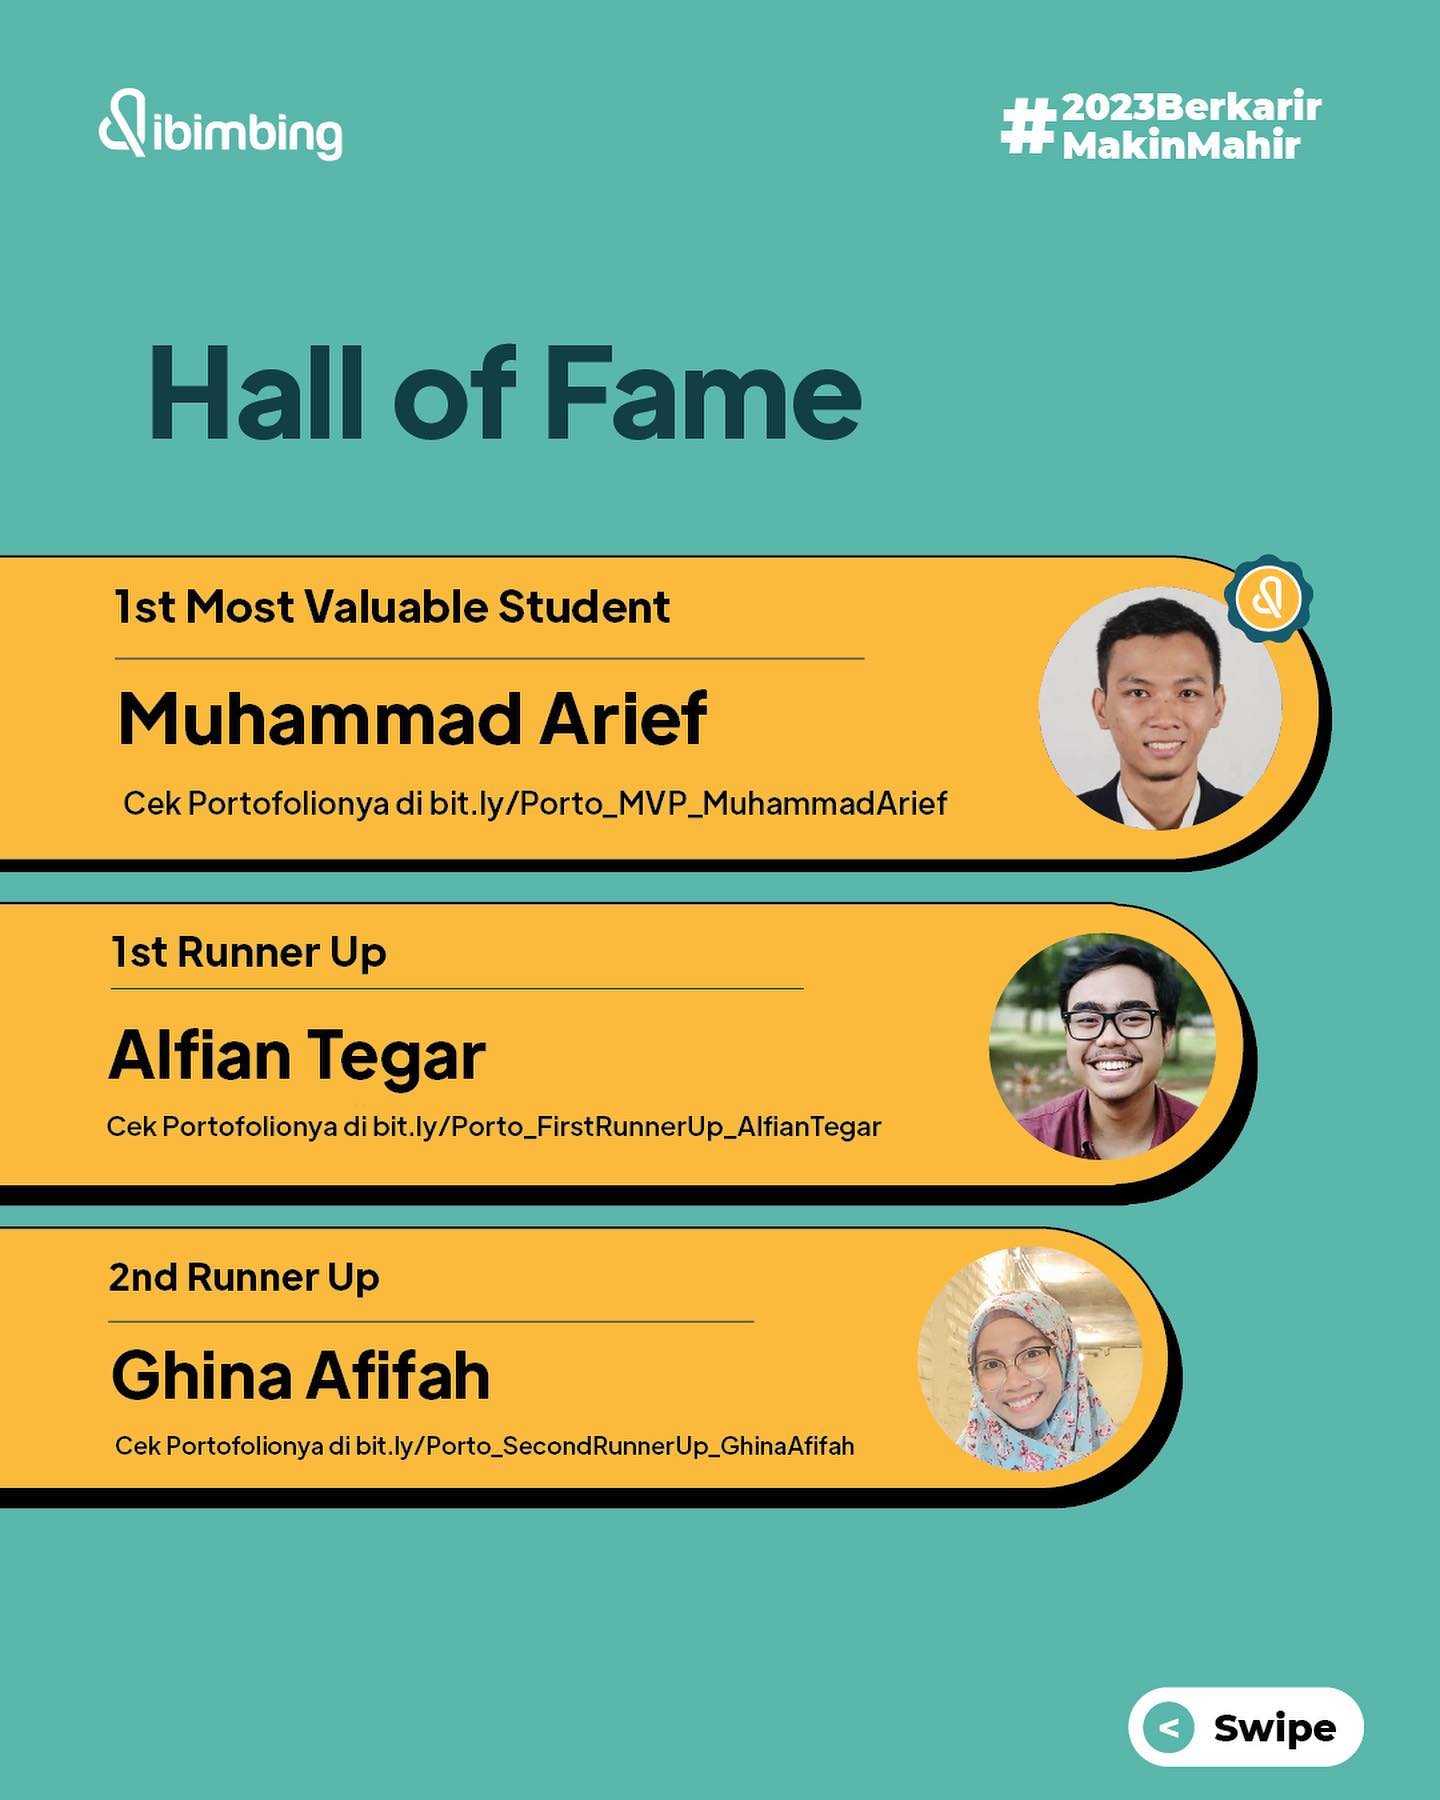 dibimbing
#2023Berkarir
MakinMahir
Hall of Fame
1st Most Valuable Student
Muhammad Arief
Cek Portofolionya di bit.ly/Porto_MVP_MuhammadArief
1st Runner Up
Alfian Tegar
Cek Portofolionya di bit.ly/Porto_FirstRunnerUp_AlfianTegar
2nd Runner Up
Ghina Afifah
Cek Portofolionya di bit.ly/Porto_SecondRunnerUp_GhinaAfifah
< Swipe